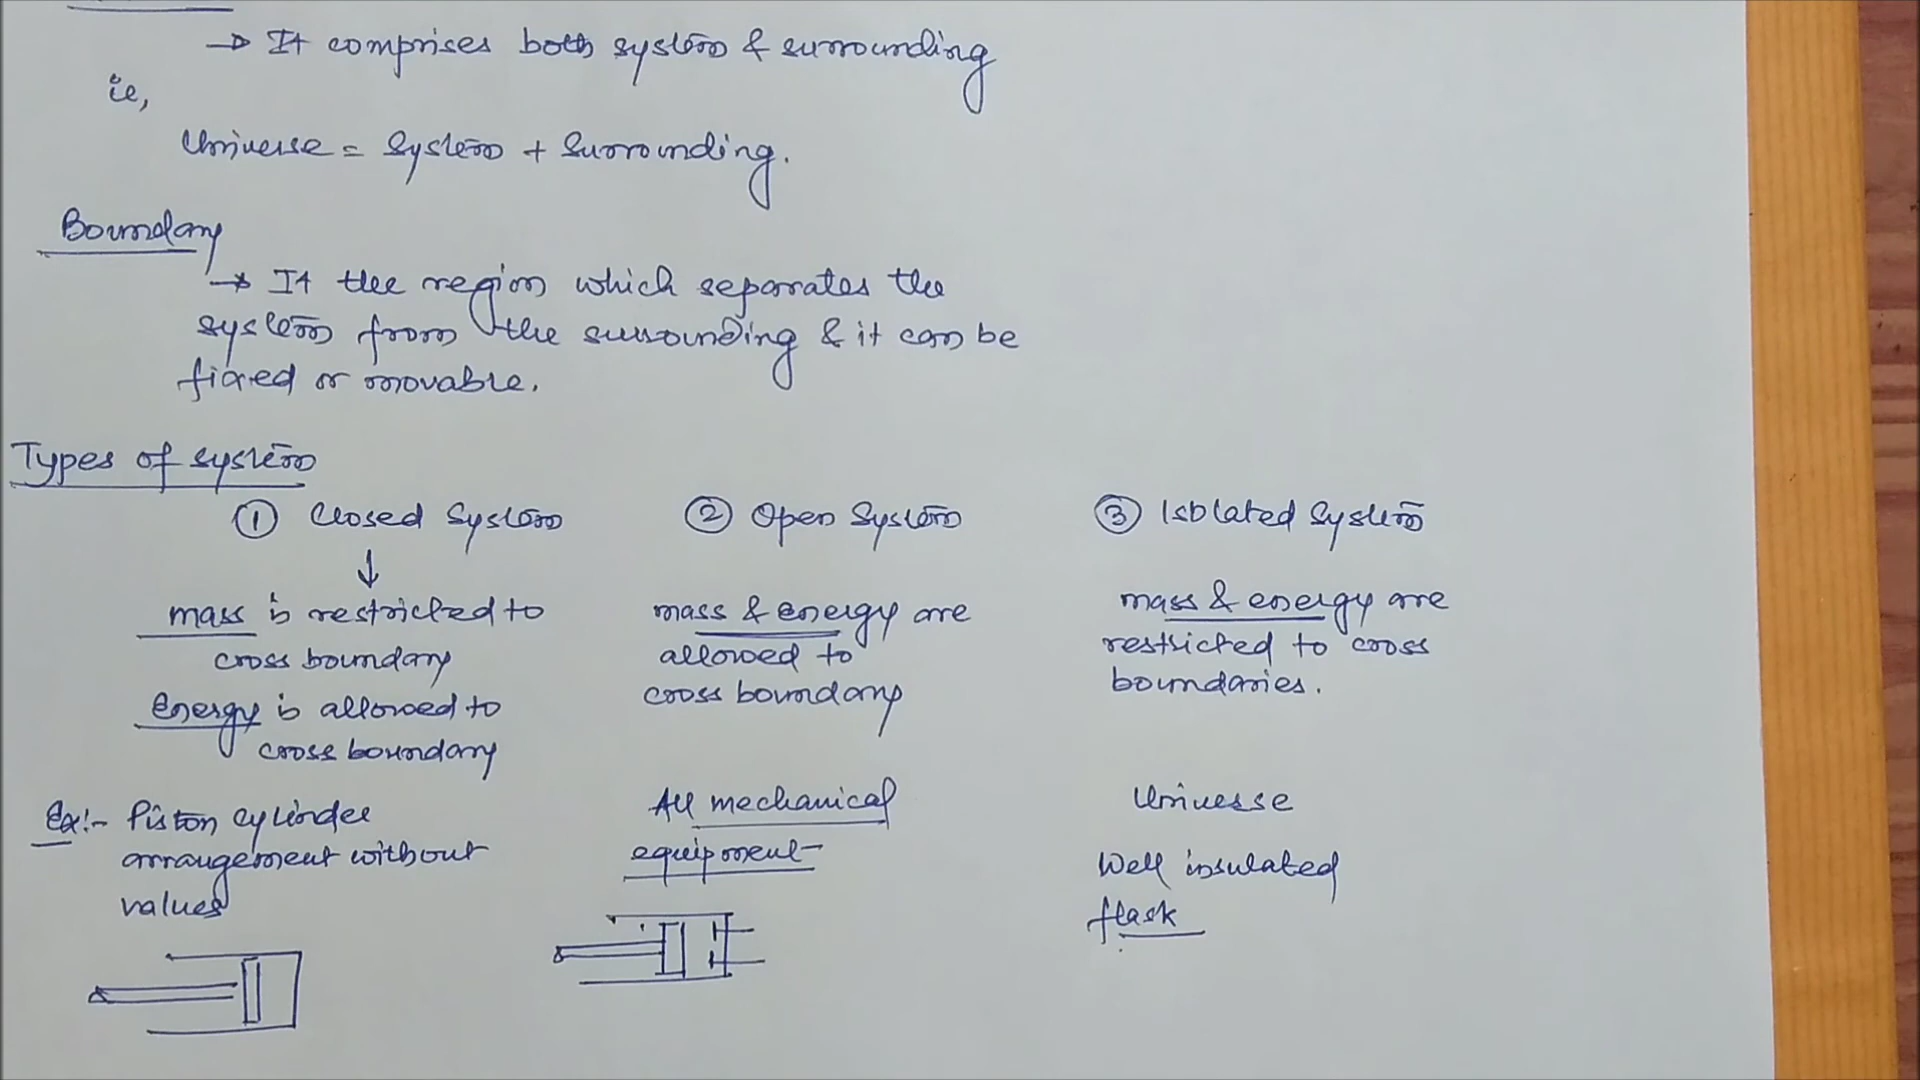 → It comprises both system & surrounding
ie,
Universe = System + Surrounding.
Boundary
→ It the region which separates the
system from the surrounding & it can be
fixed or movable.
Types of system
① Closed System
② Open System
③ Isolated System
↓
mass is restricted to
cross boundary
Energy is allowed to
cross boundary
mass & energy are
allowed to
cross boundary
mass & energy are
restricted to cross
boundaries.
Ex:- Piston cylinder
arrangement without
values
All mechanical
equipment
Universe
Well insulated
flask